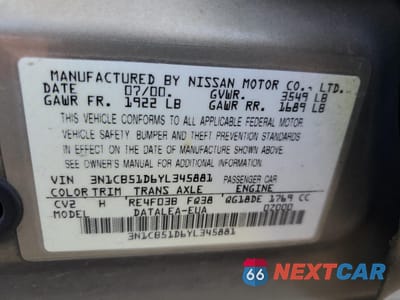 MANUFACTURED BY NISSAN MOTOR CO., LTD.
DATE 07/00. GVWR. 3549 LB
GAWR FR. 1922 LB GAWR RR. 1689 LB
THIS VEHICLE CONFORMS TO ALL APPLICABLE FEDERAL MOTOR
VEHICLE SAFETY, BUMPER AND THEFT PREVENTION STANDARDS
IN EFFECT ON THE DATE OF MANUFACTURE SHOWN ABOVE.
SEE OWNER'S MANUAL FOR ADDITIONAL INFORMATION.
VIN 3N1CB51D6YL345881 PASSENGER CAR
COLOR TRIM TRANS AXLE ENGINE
CV2 H RE4F03B FQ38 QG18DE 1769 CC
MODEL DATALEA-EUA 02000
3N1CB51D6YL345881
66 NEXTCAR